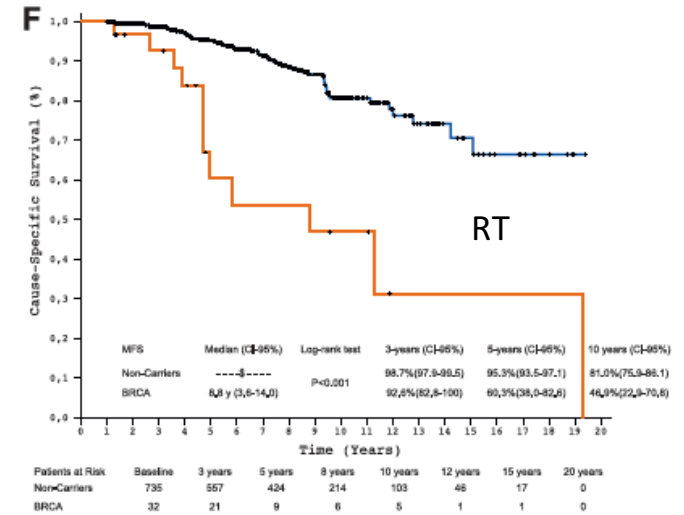 F
Cause-Specific Survival (%)
1,0
0,9
0,8
0,7
0,6
0,5
0,4
0,3
0,2
0,1
0,0
RT
MFS Median (CI-95%) Log-rank test 3-years (CI-95%) 5-years (CI-95%) 10 years (CI-95%)
Non-Carriers -----$----- 98.7%(97.9-99.5) 95.3%(93.5-97.1) 81.0%(75.9-86.1)
P<0.001
BRCA 8,8 y (3,6-14,0) 92,6%(82,8-100) 60,3%(38,0-82,6) 46,9%(22,9-70,8)
0 1 2 3 4 5 6 7 8 9 10 11 12 13 14 15 16 17 18 19 20
Time (Years)
Patients at Risk Baseline 3 years 5 years 8 years 10 years 12 years 15 years 20 years
Non-Carriers 735 557 424 214 103 46 17 0
BRCA 32 21 9 6 5 1 1 0